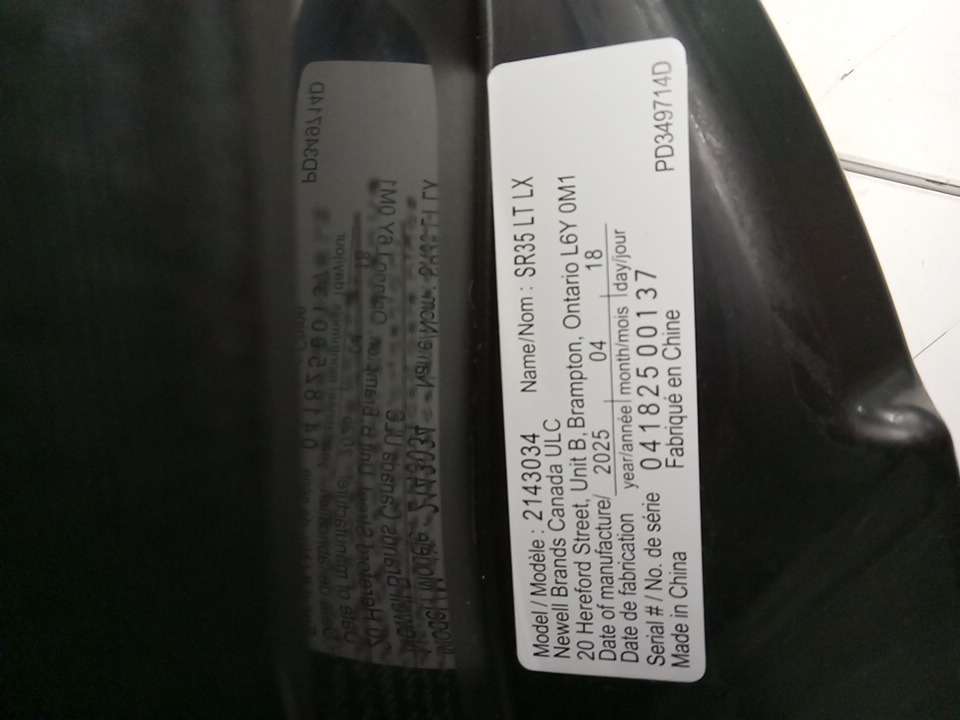 PD349714D
Model / Modèle : 2143034 Name/Nom : SR35 LT LX
Newell Brands Canada ULC
20 Hereford Street, Unit B, Brampton, Ontario L6Y 0M1
Date of manufacture/ 2025 04 18
Date de fabrication year/année month/mois day/jour
Serial # / No. de série 0418250137
Made in China Fabriqué en Chine